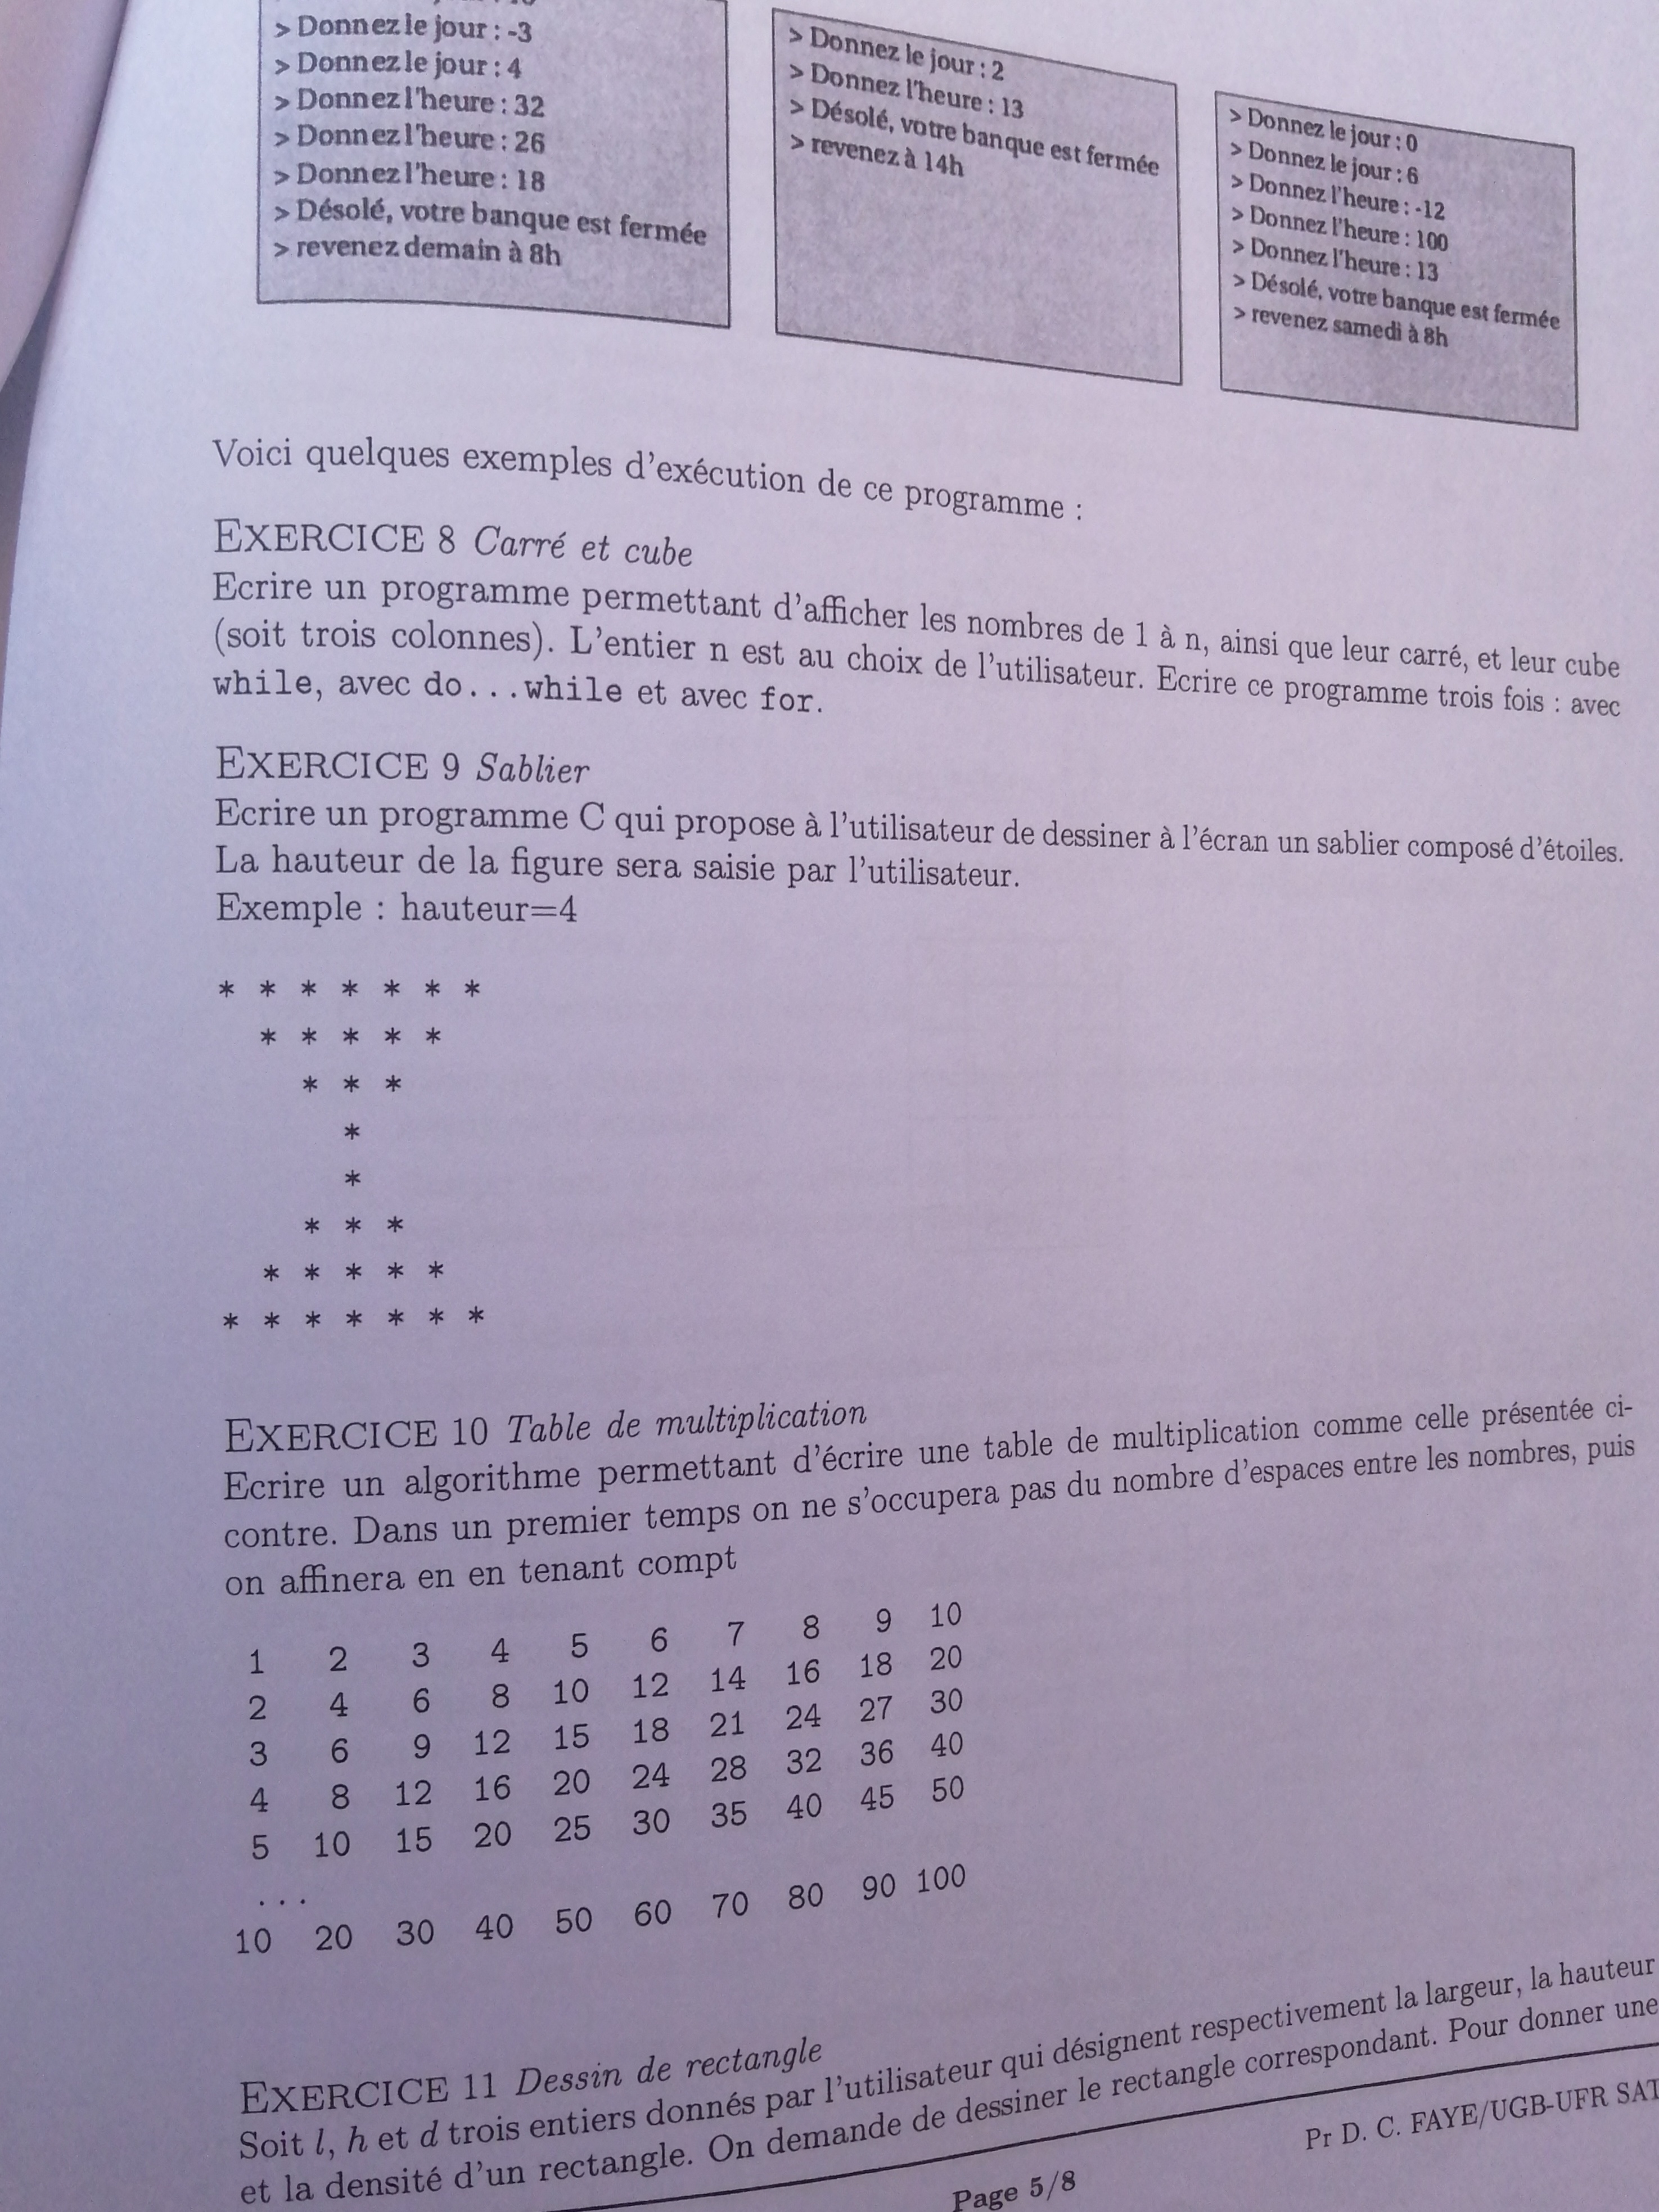 > Donnez le jour : -3
> Donnez le jour : 4
> Donnez l'heure : 32
> Donnez l'heure : 26
> Donnez l'heure : 18
> Désolé, votre banque est fermée
> revenez demain à 8h
> Donnez le jour : 2
> Donnez l'heure : 13
> Désolé, votre banque est fermée
> revenez à 14h
> Donnez le jour : 0
> Donnez le jour : 6
> Donnez l'heure : -12
> Donnez l'heure : 100
> Donnez l'heure : 13
> Désolé, votre banque est fermée
> revenez samedi à 8h
Voici quelques exemples d'exécution de ce programme :
EXERCICE 8 Carré et cube
Ecrire un programme permettant d'afficher les nombres de 1 à n, ainsi que leur carré, et leur cube
(soit trois colonnes). L'entier n est au choix de l'utilisateur. Ecrire ce programme trois fois : avec
while, avec do...while et avec for.
EXERCICE 9 Sablier
Ecrire un programme C qui propose à l'utilisateur de dessiner à l'écran un sablier composé d'étoiles.
La hauteur de la figure sera saisie par l'utilisateur.
Exemple : hauteur=4
* * * * * * *
* * * * *
* * *
*
*
* * *
* * * * *
* * * * * * *
EXERCICE 10 Table de multiplication
Ecrire un algorithme permettant d'écrire une table de multiplication comme celle présentée ci-
contre. Dans un premier temps on ne s'occupera pas du nombre d'espaces entre les nombres, puis
on affinera en en tenant compt
1 2 3 4 5 6 7 8 9 10
2 4 6 8 10 12 14 16 18 20
3 6 9 12 15 18 21 24 27 30
4 8 12 16 20 24 28 32 36 40
5 10 15 20 25 30 35 40 45 50
...
10 20 30 40 50 60 70 80 90 100
EXERCICE 11 Dessin de rectangle
Soit l, h et d trois entiers donnés par l'utilisateur qui désignent respectivement la largeur, la hauteur
et la densité d'un rectangle. On demande de dessiner le rectangle correspondant. Pour donner une
Pr D. C. FAYE/UGB-UFR SAT
Page 5/8